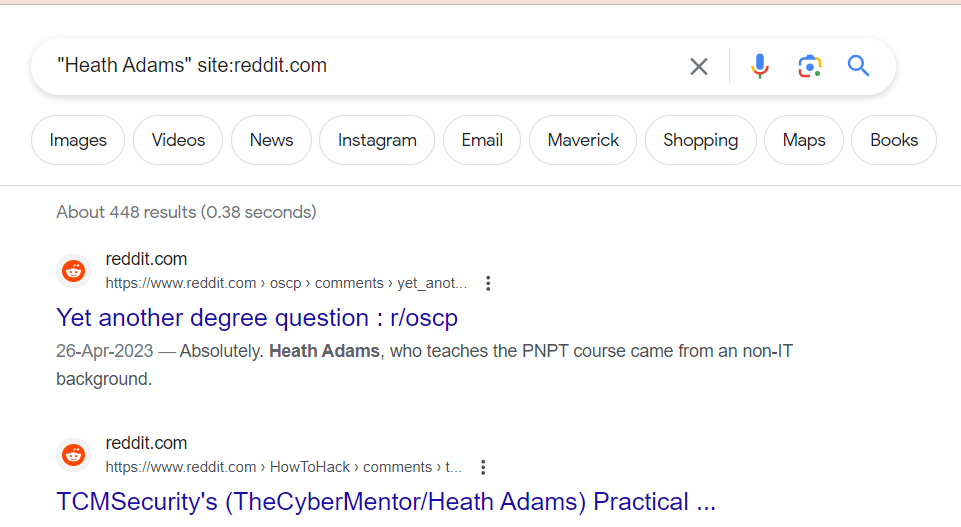 "Heath Adams" site:reddit.com
Images Videos News Instagram Email Maverick Shopping Maps Books
About 448 results (0.38 seconds)
reddit.com
https://www.reddit.com › oscp › comments › yet_anot...
Yet another degree question : r/oscp
26-Apr-2023 — Absolutely. Heath Adams, who teaches the PNPT course came from an non-IT
background.
reddit.com
https://www.reddit.com › HowToHack › comments › t...
TCMSecurity's (TheCyberMentor/Heath Adams) Practical ...